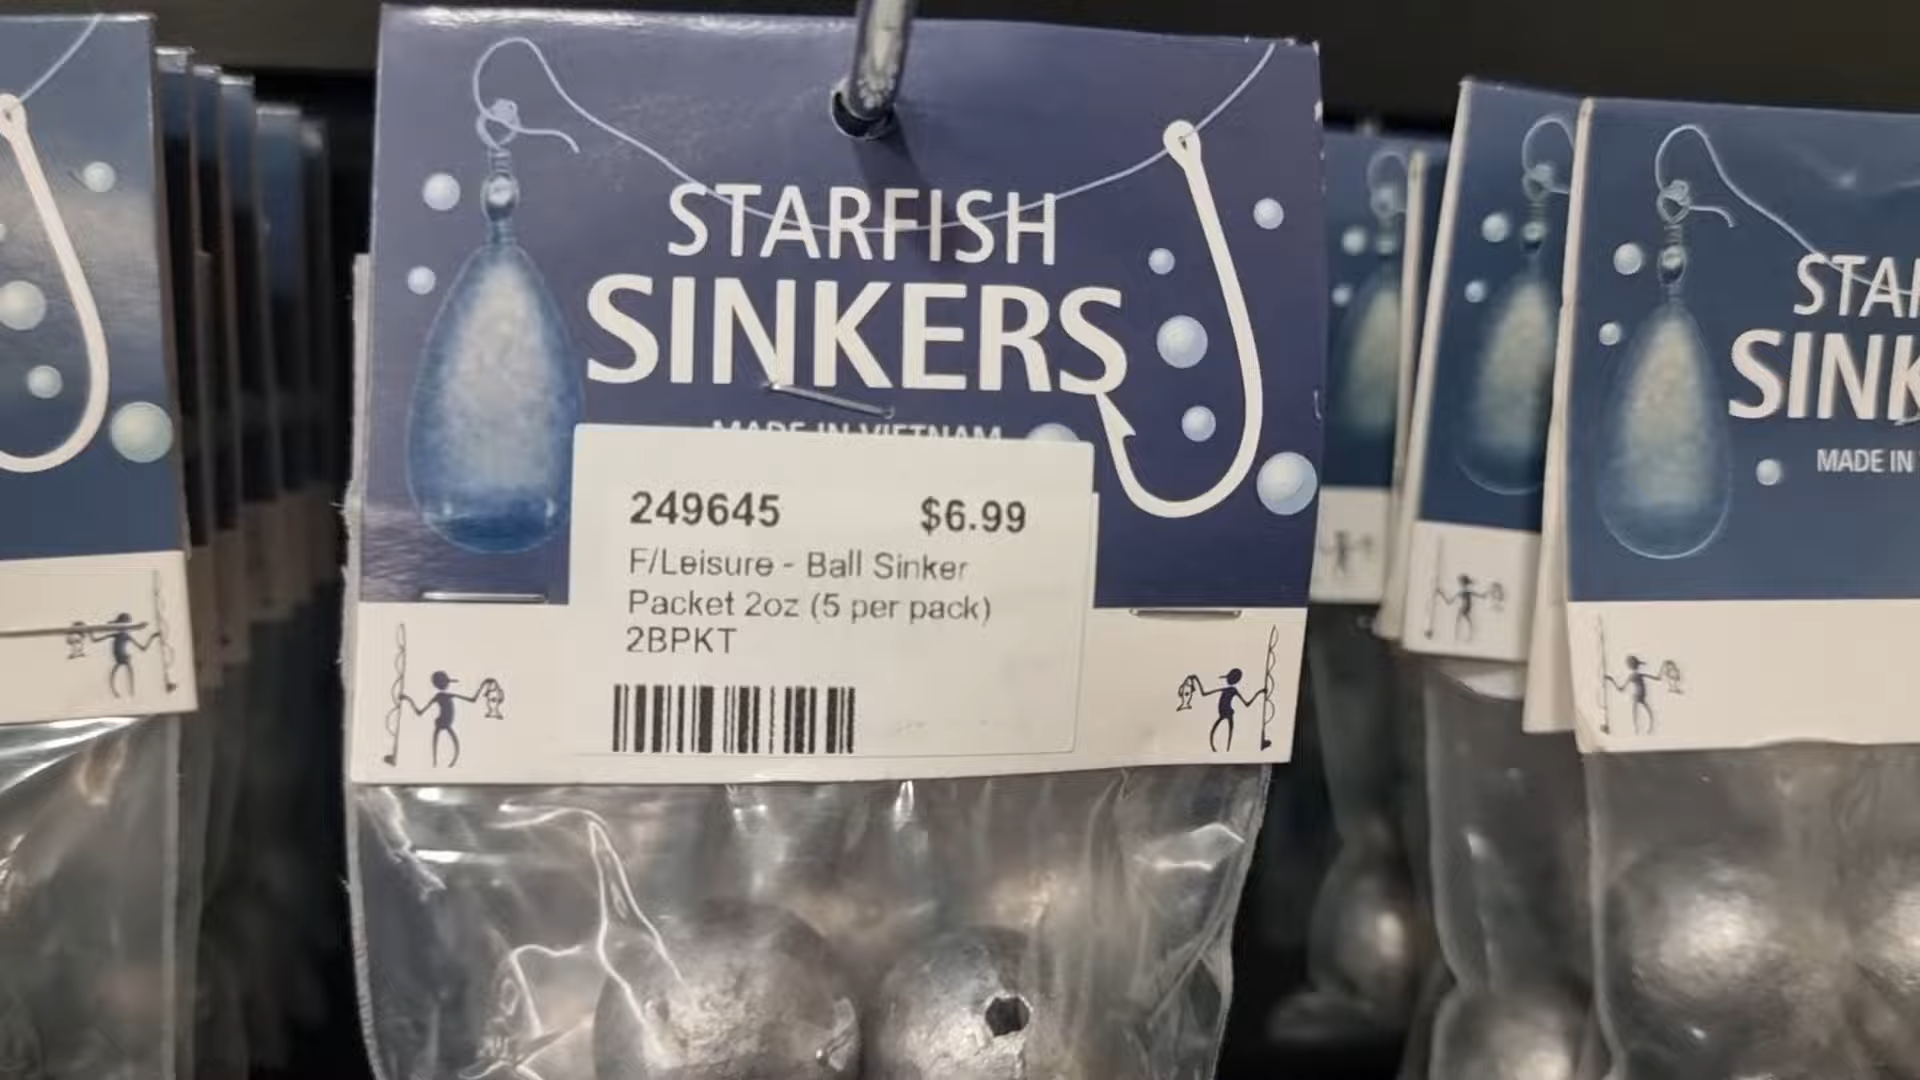 STARFISH
SINKERS
MADE IN VIETNAM
249645 $6.99
F/Leisure - Ball Sinker
Packet 2oz (5 per pack)
2BPKT
STAR
SINK
MADE IN